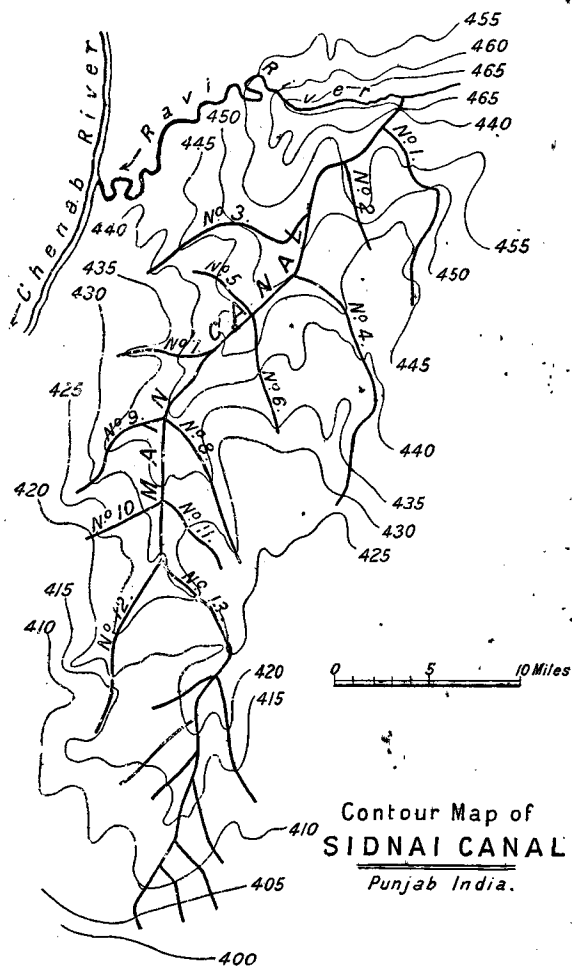 455
460
465
465
440
455
450
445
440
435
430
425
450
445
440
435
430
425
420
415
410
Chenab River
Ravi
River
No. 1.
No. 2
No. 3.
No. 4.
No. 5
No. 6.
No. 7.
No. 8
No. 9.
No. 10
No. 11.
No. 12.
No. 13
MAIN CANAL
420
415
410
405
400
0 5 10 Miles
Contour Map of
SIDNAI CANAL
Punjab India.